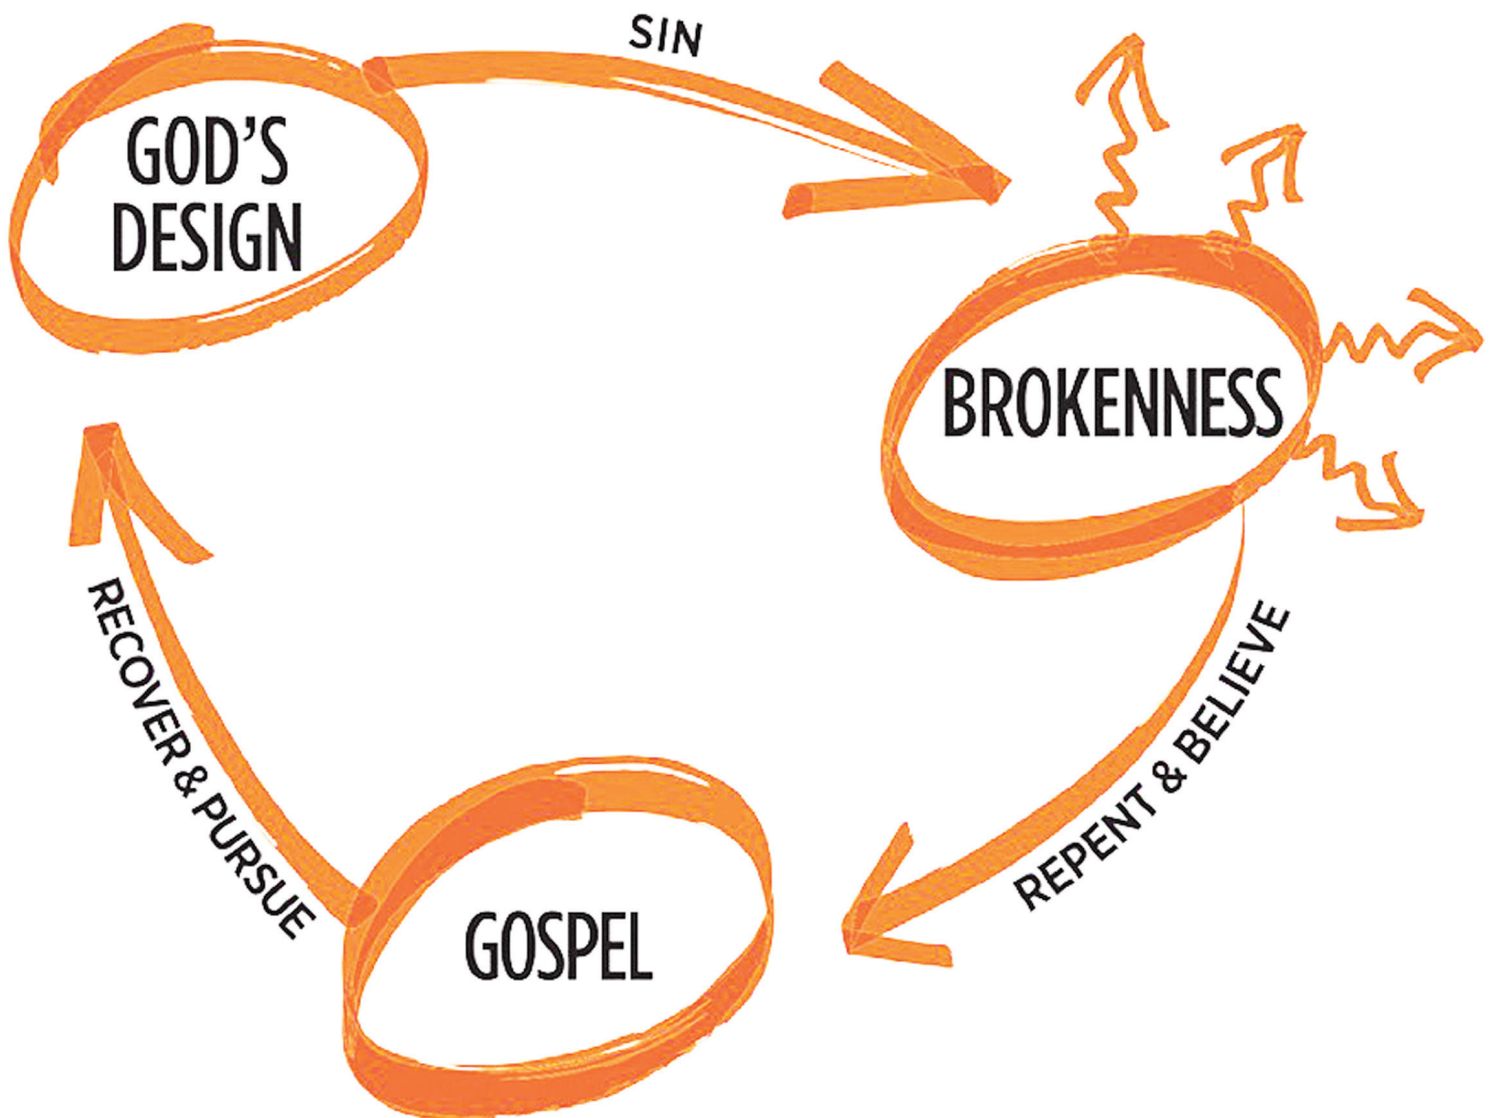 SIN
GOD'S
DESIGN
BROKENNESS
REPENT & BELIEVE
GOSPEL
RECOVER & PURSUE